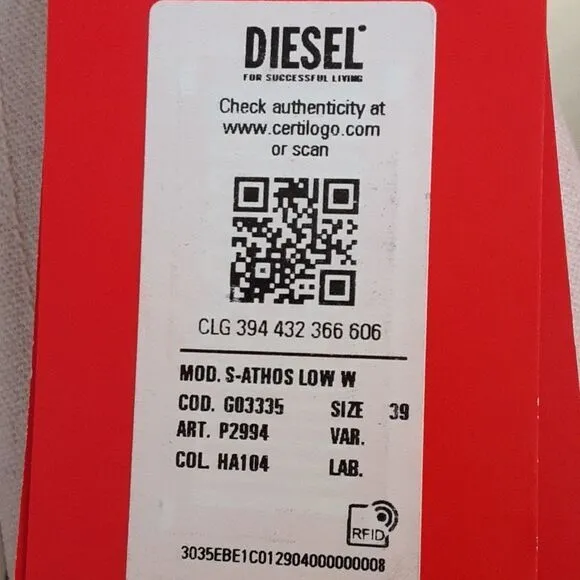 DIESEL
FOR SUCCESSFUL LIVING
Check authenticity at
www.certilogo.com
or scan
CLG 394 432 366 606
MOD. S-ATHOS LOW W
COD. G03335 SIZE 39
ART. P2994 VAR.
COL. HA104 LAB.
RFID
3035EBE1C012904000000008